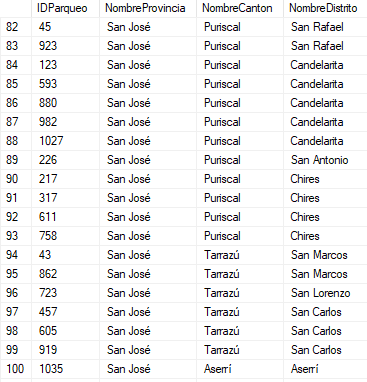 IDParqueo NombreProvincia NombreCanton NombreDistrito
82 45 San José Puriscal San Rafael
83 923 San José Puriscal San Rafael
84 123 San José Puriscal Candelarita
85 593 San José Puriscal Candelarita
86 880 San José Puriscal Candelarita
87 982 San José Puriscal Candelarita
88 1027 San José Puriscal Candelarita
89 226 San José Puriscal San Antonio
90 217 San José Puriscal Chires
91 317 San José Puriscal Chires
92 611 San José Puriscal Chires
93 758 San José Puriscal Chires
94 43 San José Tarrazú San Marcos
95 862 San José Tarrazú San Marcos
96 723 San José Tarrazú San Lorenzo
97 457 San José Tarrazú San Carlos
98 605 San José Tarrazú San Carlos
99 919 San José Tarrazú San Carlos
100 1035 San José Aserrí Aserrí